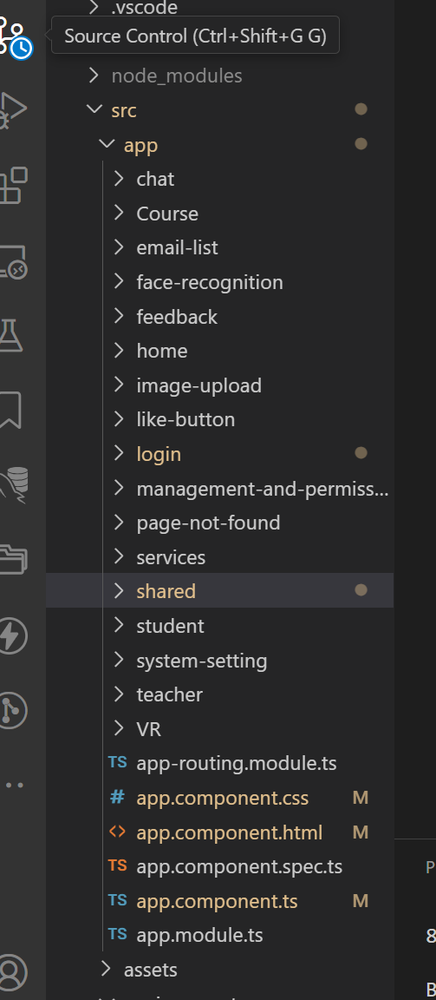 .vscode
Source Control (Ctrl+Shift+G G)
node_modules
src
app
chat
Course
email-list
face-recognition
feedback
home
image-upload
like-button
login
management-and-permiss...
page-not-found
services
shared
student
system-setting
teacher
VR
TS app-routing.module.ts
# app.component.css M
<> app.component.html M
TS app.component.spec.ts
P
TS app.component.ts M
TS app.module.ts
8
assets
B